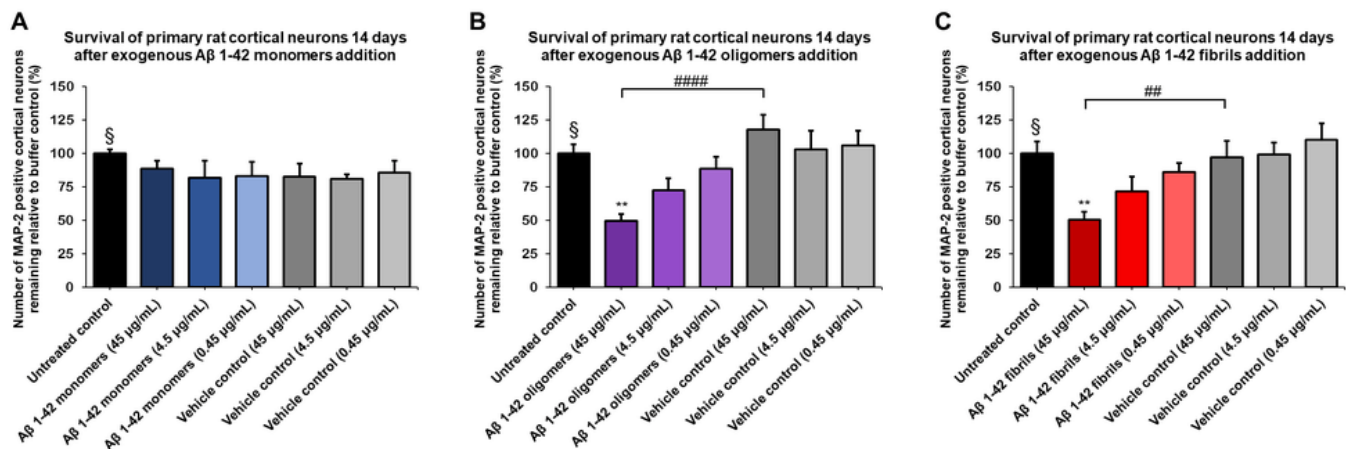 A
Survival of primary rat cortical neurons 14 days
after exogenous Aβ 1-42 monomers addition
Number of MAP-2 positive cortical neurons
remaining relative to buffer control (%)
150
125
100
75
50
25
0
§
Untreated control
Aβ 1-42 monomers (45 µg/mL)
Aβ 1-42 monomers (4.5 µg/mL)
Aβ 1-42 monomers (0.45 µg/mL)
Vehicle control (45 µg/mL)
Vehicle control (4.5 µg/mL)
Vehicle control (0.45 µg/mL)
B
Survival of primary rat cortical neurons 14 days
after exogenous Aβ 1-42 oligomers addition
Number of MAP-2 positive cortical neurons
remaining relative to buffer control (%)
150
125
100
75
50
25
0
####
§
**
Untreated control
Aβ 1-42 oligomers (45 µg/mL)
Aβ 1-42 oligomers (4.5 µg/mL)
Aβ 1-42 oligomers (0.45 µg/mL)
Vehicle control (45 µg/mL)
Vehicle control (4.5 µg/mL)
Vehicle control (0.45 µg/mL)
C
Survival of primary rat cortical neurons 14 days
after exogenous Aβ 1-42 fibrils addition
Number of MAP-2 positive cortical neurons
remaining relative to buffer control (%)
150
125
100
75
50
25
0
##
§
**
Untreated control
Aβ 1-42 fibrils (45 µg/mL)
Aβ 1-42 fibrils (4.5 µg/mL)
Aβ 1-42 fibrils (0.45 µg/mL)
Vehicle control (45 µg/mL)
Vehicle control (4.5 µg/mL)
Vehicle control (0.45 µg/mL)